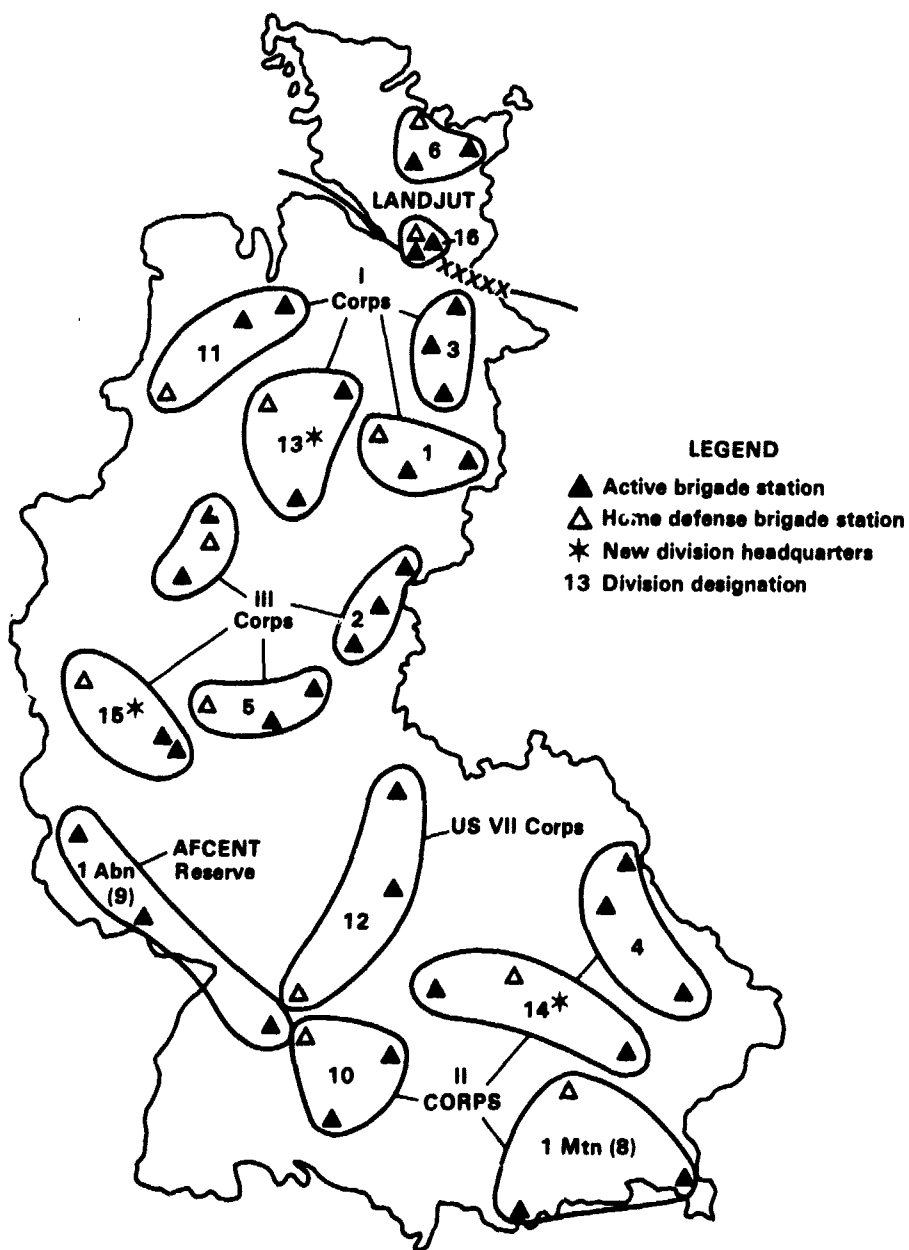 6
LANDJUT
16
XXXXX
I
Corps
11
3
13*
1
LEGEND
Active brigade station
Home defense brigade station
New division headquarters
13 Division designation
III
Corps
2
15*
5
US VII Corps
AFCENT
Reserve
1 Abn
(9)
12
4
14*
10
II
CORPS
1 Mtn (8)